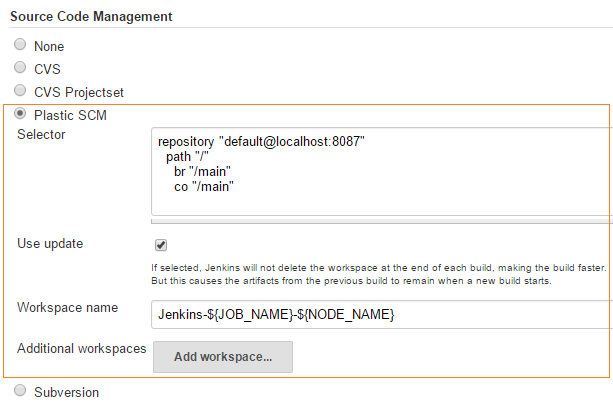 Source Code Management
None
CVS
CVS Projectset
Plastic SCM
Selector
repository "default@localhost:8087"
path "/"
br "/main"
co "/main"
Use update
If selected, Jenkins will not delete the workspace at the end of each build, making the build faster.
But this causes the artifacts from the previous build to remain when a new build starts.
Workspace name
Jenkins-${JOB_NAME}-${NODE_NAME}
Additional workspaces
Add workspace...
Subversion